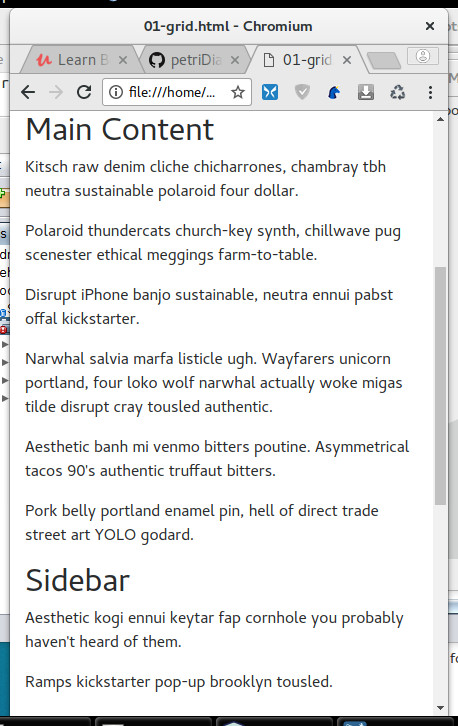 01-grid.html - Chromium
Learn B
petriDia
01-grid
file:///home/...
Main Content
Kitsch raw denim cliche chicharrones, chambray tbh
neutra sustainable polaroid four dollar.
Polaroid thundercats church-key synth, chillwave pug
scenester ethical meggings farm-to-table.
Disrupt iPhone banjo sustainable, neutra ennui pabst
offal kickstarter.
Narwhal salvia marfa listicle ugh. Wayfarers unicorn
portland, four loko wolf narwhal actually woke migas
tilde disrupt cray tousled authentic.
Aesthetic banh mi venmo bitters poutine. Asymmetrical
tacos 90's authentic truffaut bitters.
Pork belly portland enamel pin, hell of direct trade
street art YOLO godard.
Sidebar
Aesthetic kogi ennui keytar fap cornhole you probably
haven't heard of them.
Ramps kickstarter pop-up brooklyn tousled.